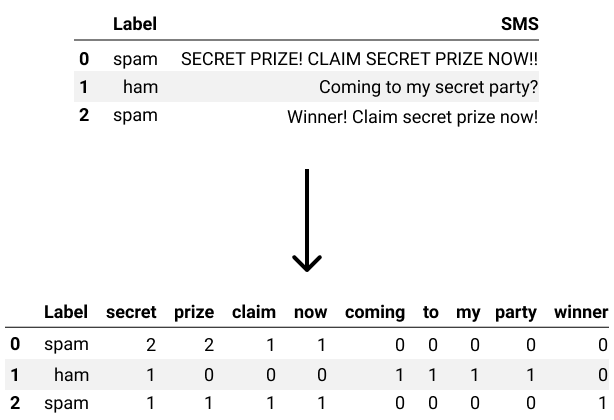 Label SMS
0 spam SECRET PRIZE! CLAIM SECRET PRIZE NOW!!
1 ham Coming to my secret party?
2 spam Winner! Claim secret prize now!
Label secret prize claim now coming to my party winner
0 spam 2 2 1 1 0 0 0 0 0
1 ham 1 0 0 0 1 1 1 1 0
2 spam 1 1 1 1 0 0 0 0 1